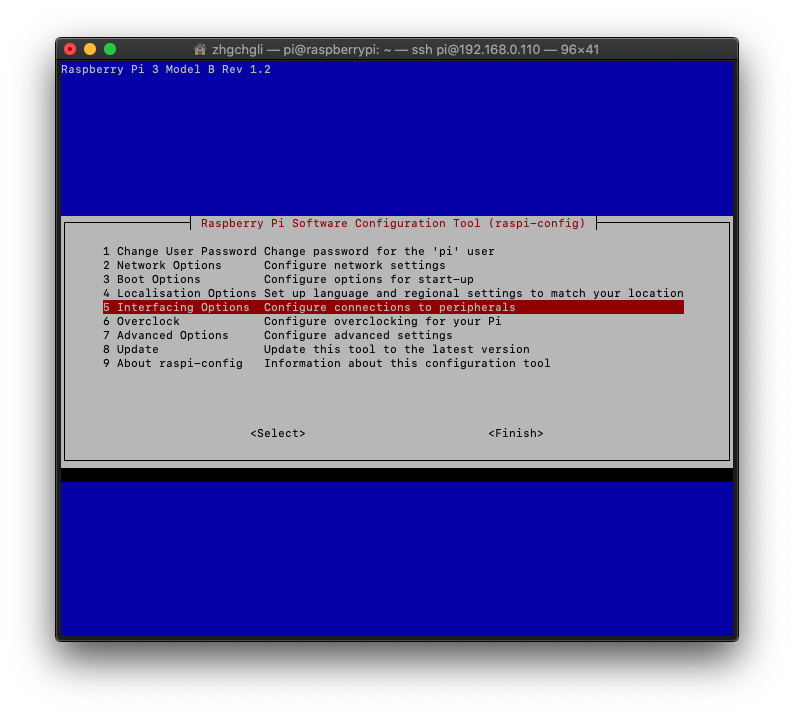 zhgchgli — pi@raspberrypi: ~ — ssh pi@192.168.0.110 — 96×41
Raspberry Pi 3 Model B Rev 1.2
Raspberry Pi Software Configuration Tool (raspi-config)
1 Change User Password Change password for the 'pi' user
2 Network Options      Configure network settings
3 Boot Options         Configure options for start-up
4 Localisation Options Set up language and regional settings to match your location
5 Interfacing Options  Configure connections to peripherals
6 Overclock            Configure overclocking for your Pi
7 Advanced Options     Configure advanced settings
8 Update               Update this tool to the latest version
9 About raspi-config   Information about this configuration tool
<Select>                          <Finish>